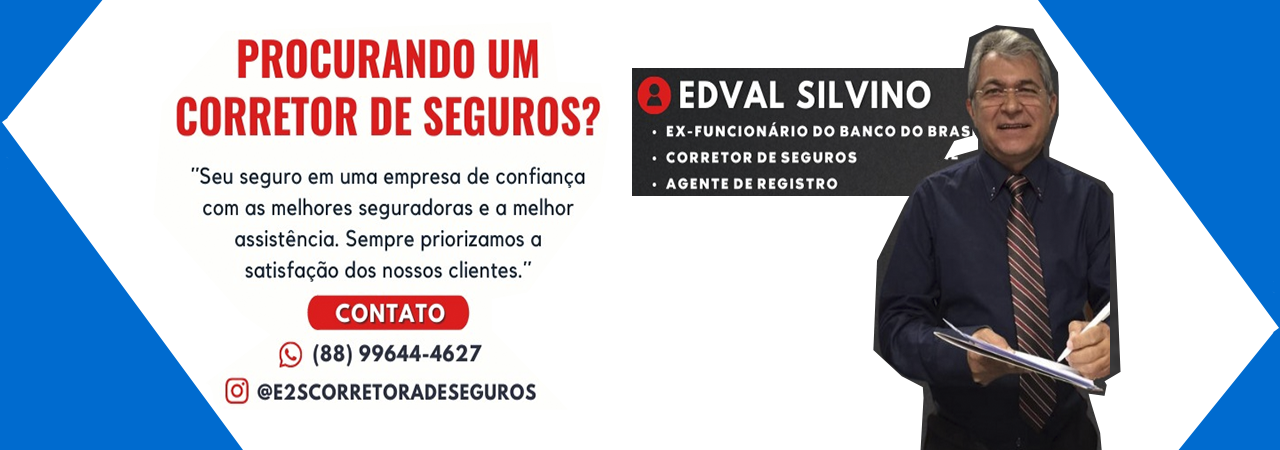 PROCURANDO UM
CORRETOR DE SEGUROS?
"Seu seguro em uma empresa de confiança
com as melhores seguradoras e a melhor
assistência. Sempre priorizamos a
satisfação dos nossos clientes."
CONTATO
(88) 99644-4627
@E2SCORRETORADESEGUROS
EDVAL SILVINO
• EX-FUNCIONÁRIO DO BANCO DO
• CORRETOR DE SEGUROS
• AGENTE DE REGISTRO